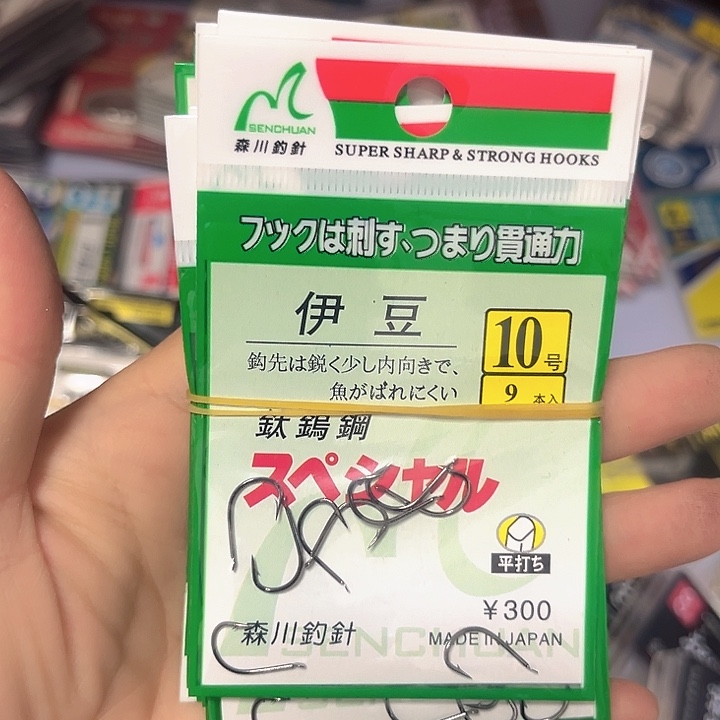 SENCHUAN
森川釣針
SUPER SHARP & STRONG HOOKS
フックは刺す、つまり貫通力
伊豆
10号
鈎先は鋭く少し内向きで、
魚がばれにくい
9本入
鈦鎢鋼
スペシャル
平打ち
¥300
森川釣針
MADE IN JAPAN
SENCHUAN